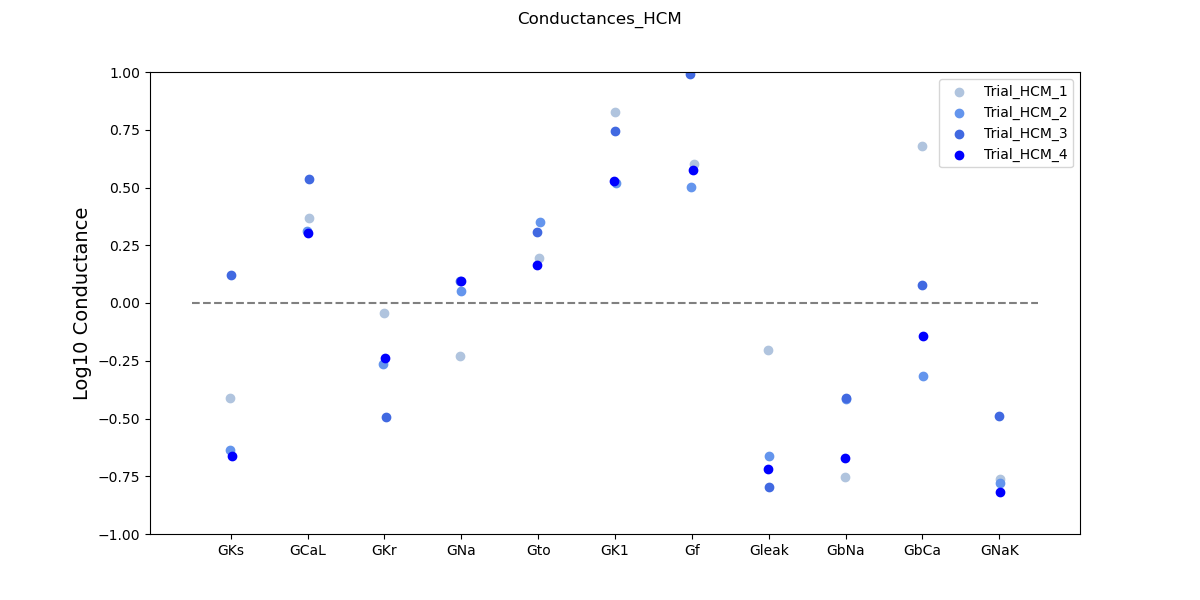 Conductances_HCM
Log10 Conductance
1.00
0.75
0.50
0.25
0.00
−0.25
−0.50
−0.75
−1.00
Trial_HCM_1
Trial_HCM_2
Trial_HCM_3
Trial_HCM_4
GKs GCaL GKr GNa Gto GK1 Gf Gleak GbNa GbCa GNaK